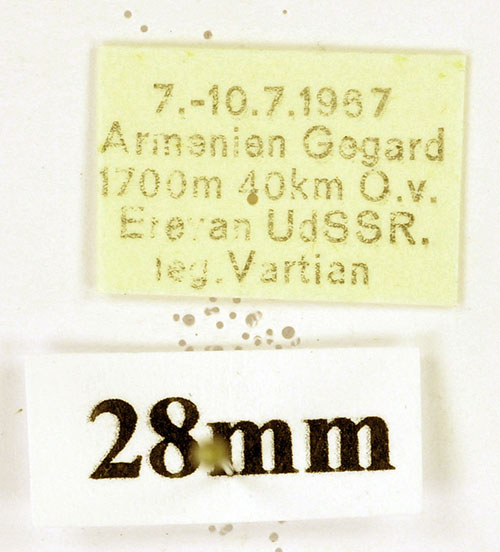 7.-10.7.1967
Armenien Gegard
1700m 40km O.v.
Erevan UdSSR.
leg. Vartian
28mm